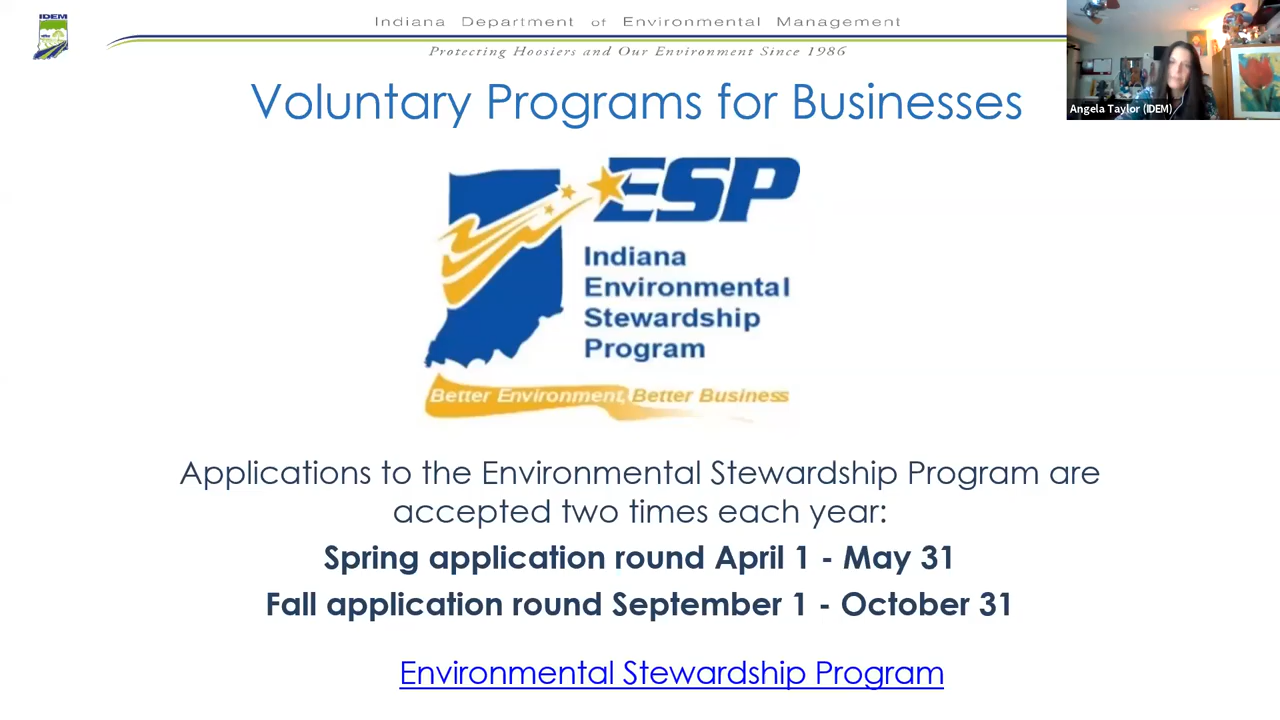 IDEM
Indiana Department of Environmental Management
Protecting Hoosiers and Our Environment Since 1986
Angela Taylor (IDEM)
Voluntary Programs for Businesses
ESP
Indiana
Environmental
Stewardship
Program
Better Environment, Better Business
Applications to the Environmental Stewardship Program are
accepted two times each year:
Spring application round April 1 - May 31
Fall application round September 1 - October 31
Environmental Stewardship Program